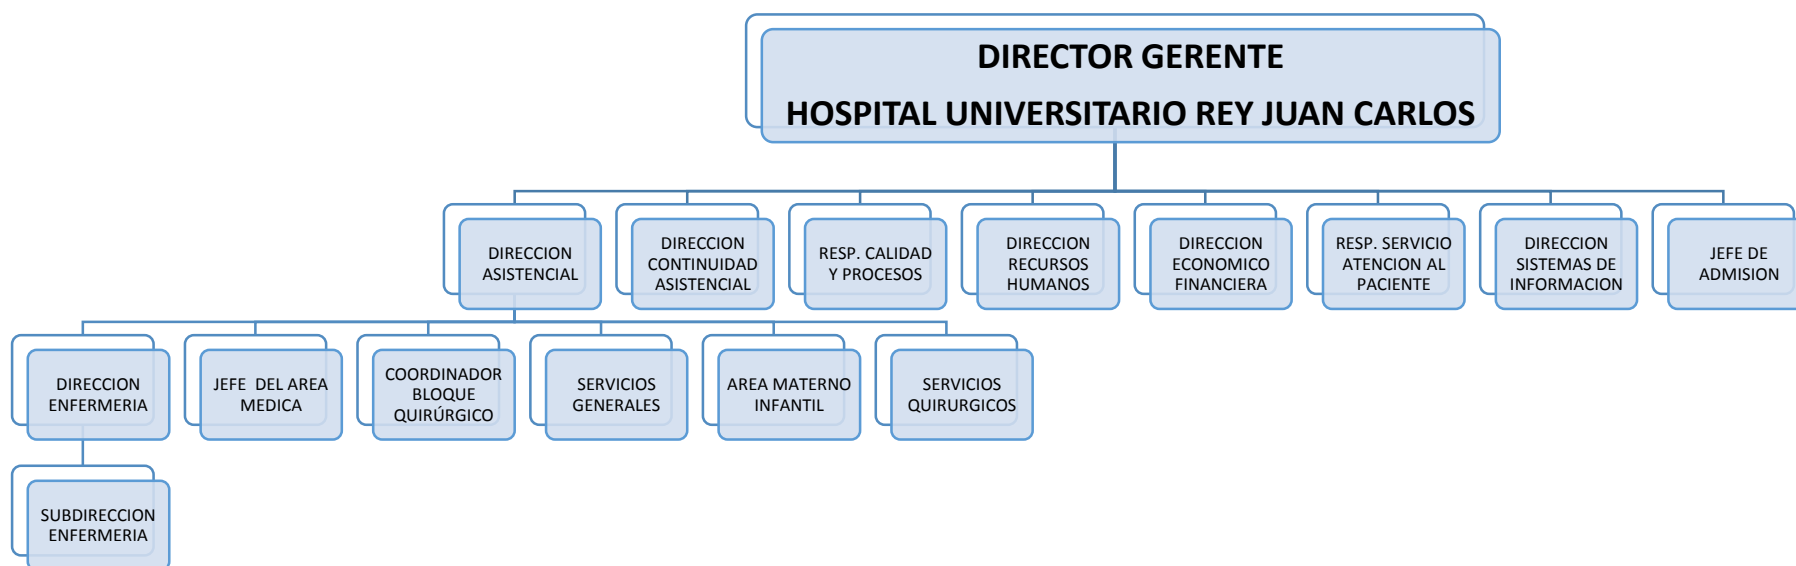 DIRECTOR GERENTE
HOSPITAL UNIVERSITARIO REY JUAN CARLOS
DIRECCION
ASISTENCIAL
DIRECCION
CONTINUIDAD
ASISTENCIAL
RESP. CALIDAD
Y PROCESOS
DIRECCION
RECURSOS
HUMANOS
DIRECCION
ECONOMICO
FINANCIERA
RESP. SERVICIO
ATENCION AL
PACIENTE
DIRECCION
SISTEMAS DE
INFORMACION
JEFE DE
ADMISION
DIRECCION
ENFERMERIA
JEFE DEL AREA
MEDICA
COORDINADOR
BLOQUE
QUIRÚRGICO
SERVICIOS
GENERALES
AREA MATERNO
INFANTIL
SERVICIOS
QUIRURGICOS
SUBDIRECCION
ENFERMERIA